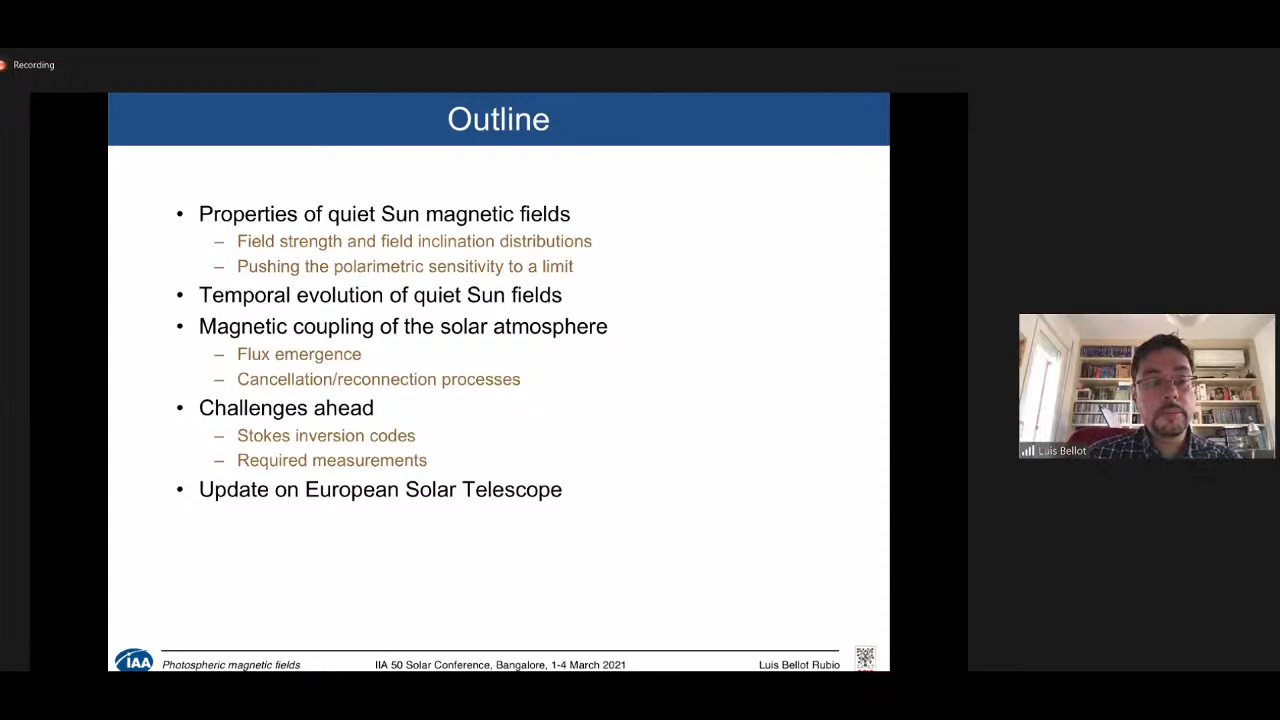 Recording
Outline
• Properties of quiet Sun magnetic fields
– Field strength and field inclination distributions
– Pushing the polarimetric sensitivity to a limit
• Temporal evolution of quiet Sun fields
• Magnetic coupling of the solar atmosphere
– Flux emergence
– Cancellation/reconnection processes
• Challenges ahead
– Stokes inversion codes
– Required measurements
• Update on European Solar Telescope
Luis Bellot
IAA
Photospheric magnetic fields
IIA 50 Solar Conference, Bangalore, 1-4 March 2021
Luis Bellot Rubio